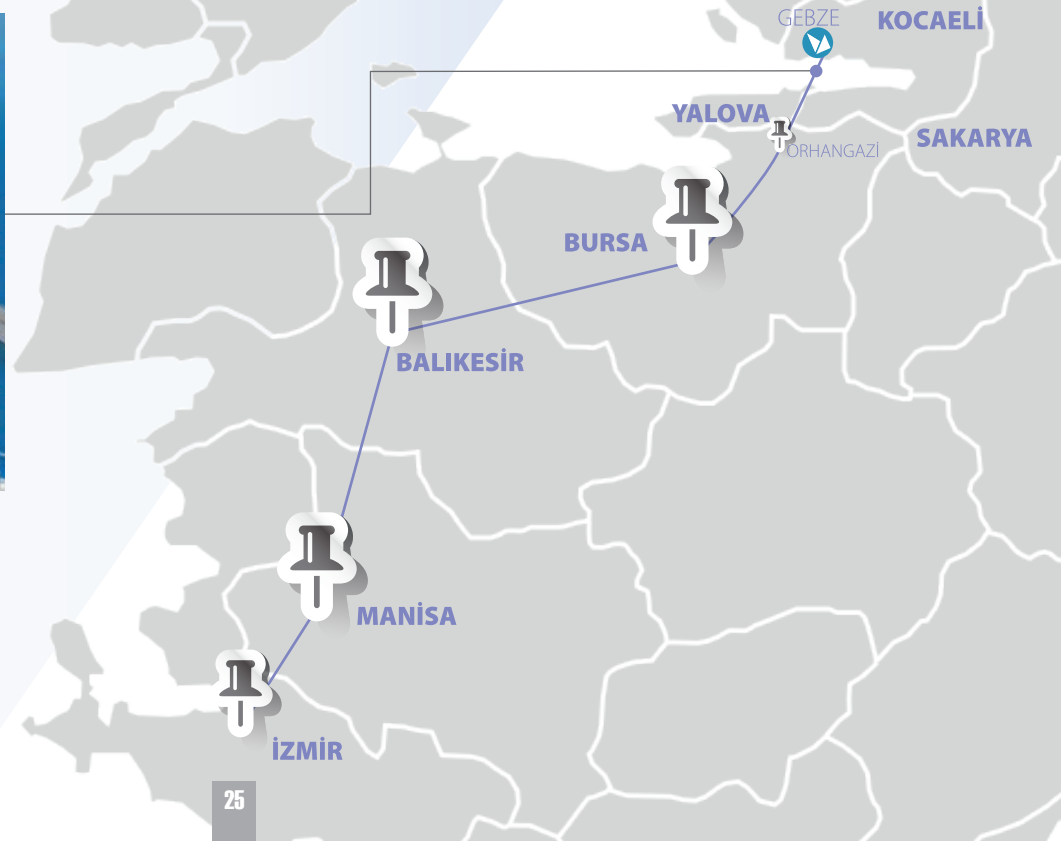 GEBZE
KOCAELİ
YALOVA
SAKARYA
ORHANGAZİ
BURSA
BALIKESİR
MANİSA
İZMİR
25